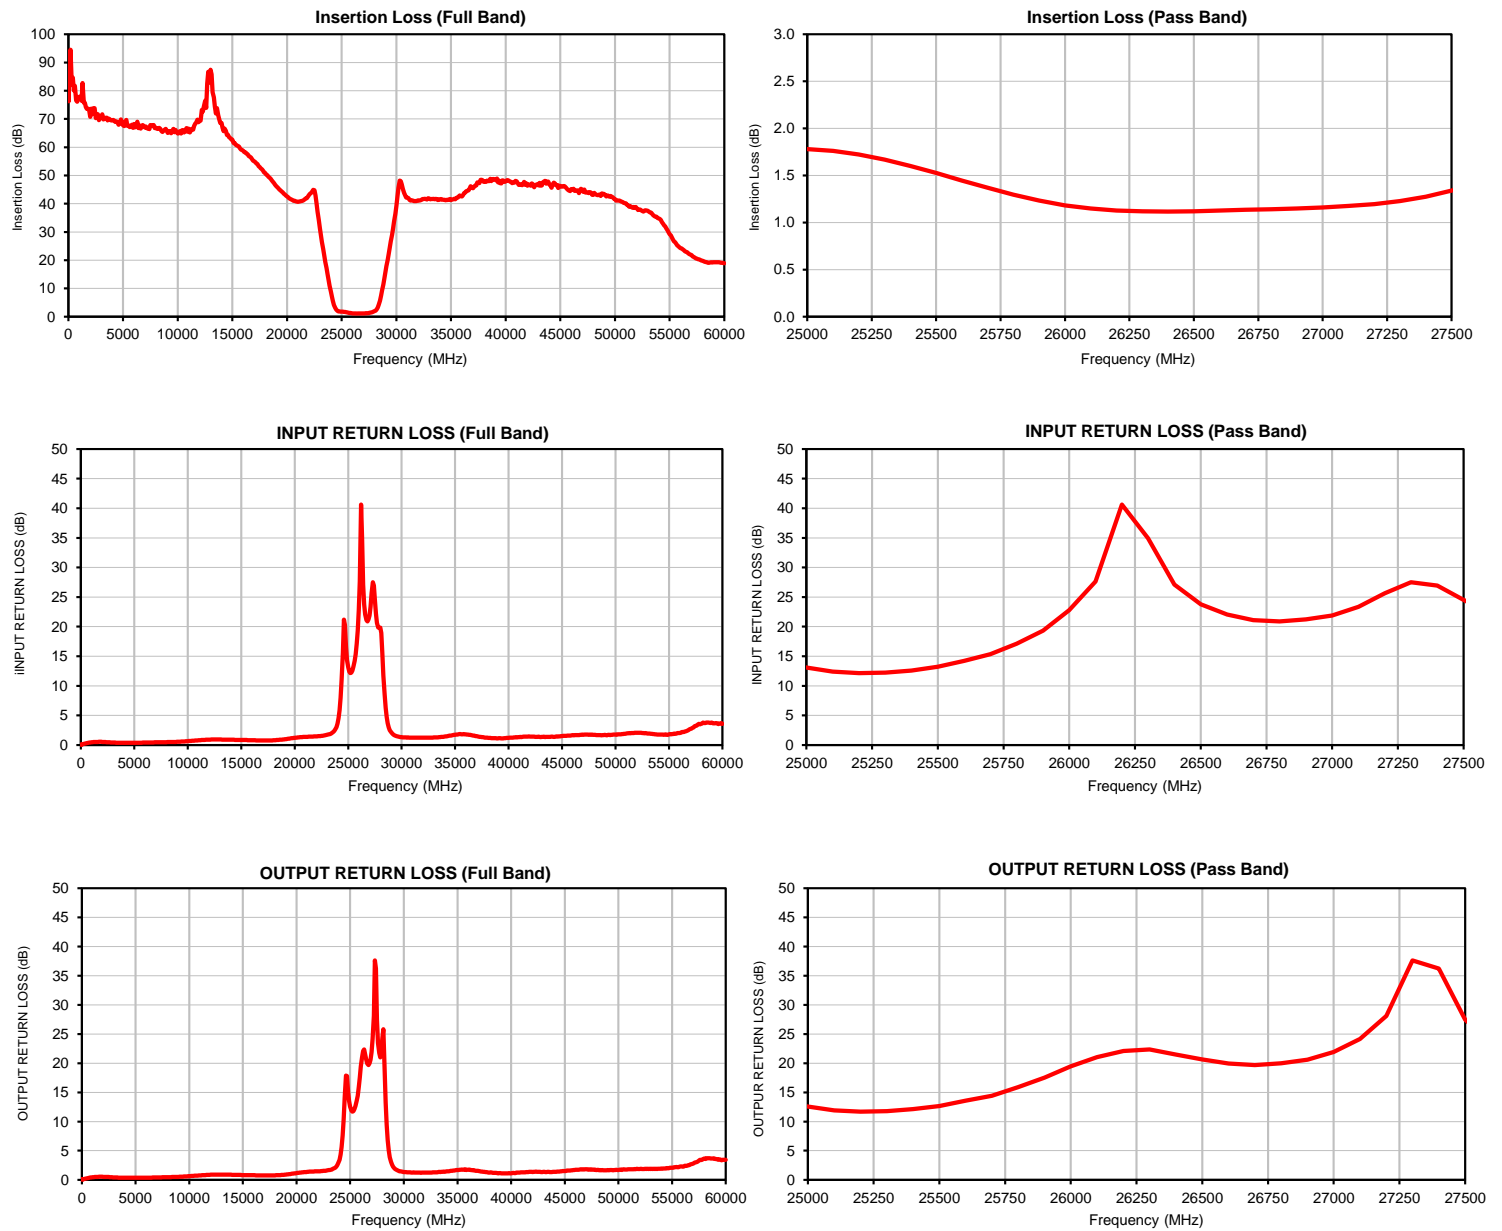 Insertion Loss (Full Band)
100
90
80
70
60
50
40
30
20
10
0
Insertion Loss (dB)
0 5000 10000 15000 20000 25000 30000 35000 40000 45000 50000 55000 60000
Frequency (MHz)
Insertion Loss (Pass Band)
3.0
2.5
2.0
1.5
1.0
0.5
0.0
Insertion Loss (dB)
25000 25250 25500 25750 26000 26250 26500 26750 27000 27250 27500
Frequency (MHz)
INPUT RETURN LOSS (Full Band)
50
45
40
35
30
25
20
15
10
5
0
iINPUT RETURN LOSS (dB)
0 5000 10000 15000 20000 25000 30000 35000 40000 45000 50000 55000 60000
Frequency (MHz)
INPUT RETURN LOSS (Pass Band)
50
45
40
35
30
25
20
15
10
5
0
INPUT RETURN LOSS (dB)
25000 25250 25500 25750 26000 26250 26500 26750 27000 27250 27500
Frequency (MHz)
OUTPUT RETURN LOSS (Full Band)
50
45
40
35
30
25
20
15
10
5
0
OUTPUT RETURN LOSS (dB)
0 5000 10000 15000 20000 25000 30000 35000 40000 45000 50000 55000 60000
Frequency (MHz)
OUTPUT RETURN LOSS (Pass Band)
50
45
40
35
30
25
20
15
10
5
0
OUTPUR RETURN LOSS (dB)
25000 25250 25500 25750 26000 26250 26500 26750 27000 27250 27500
Frequency (MHz)